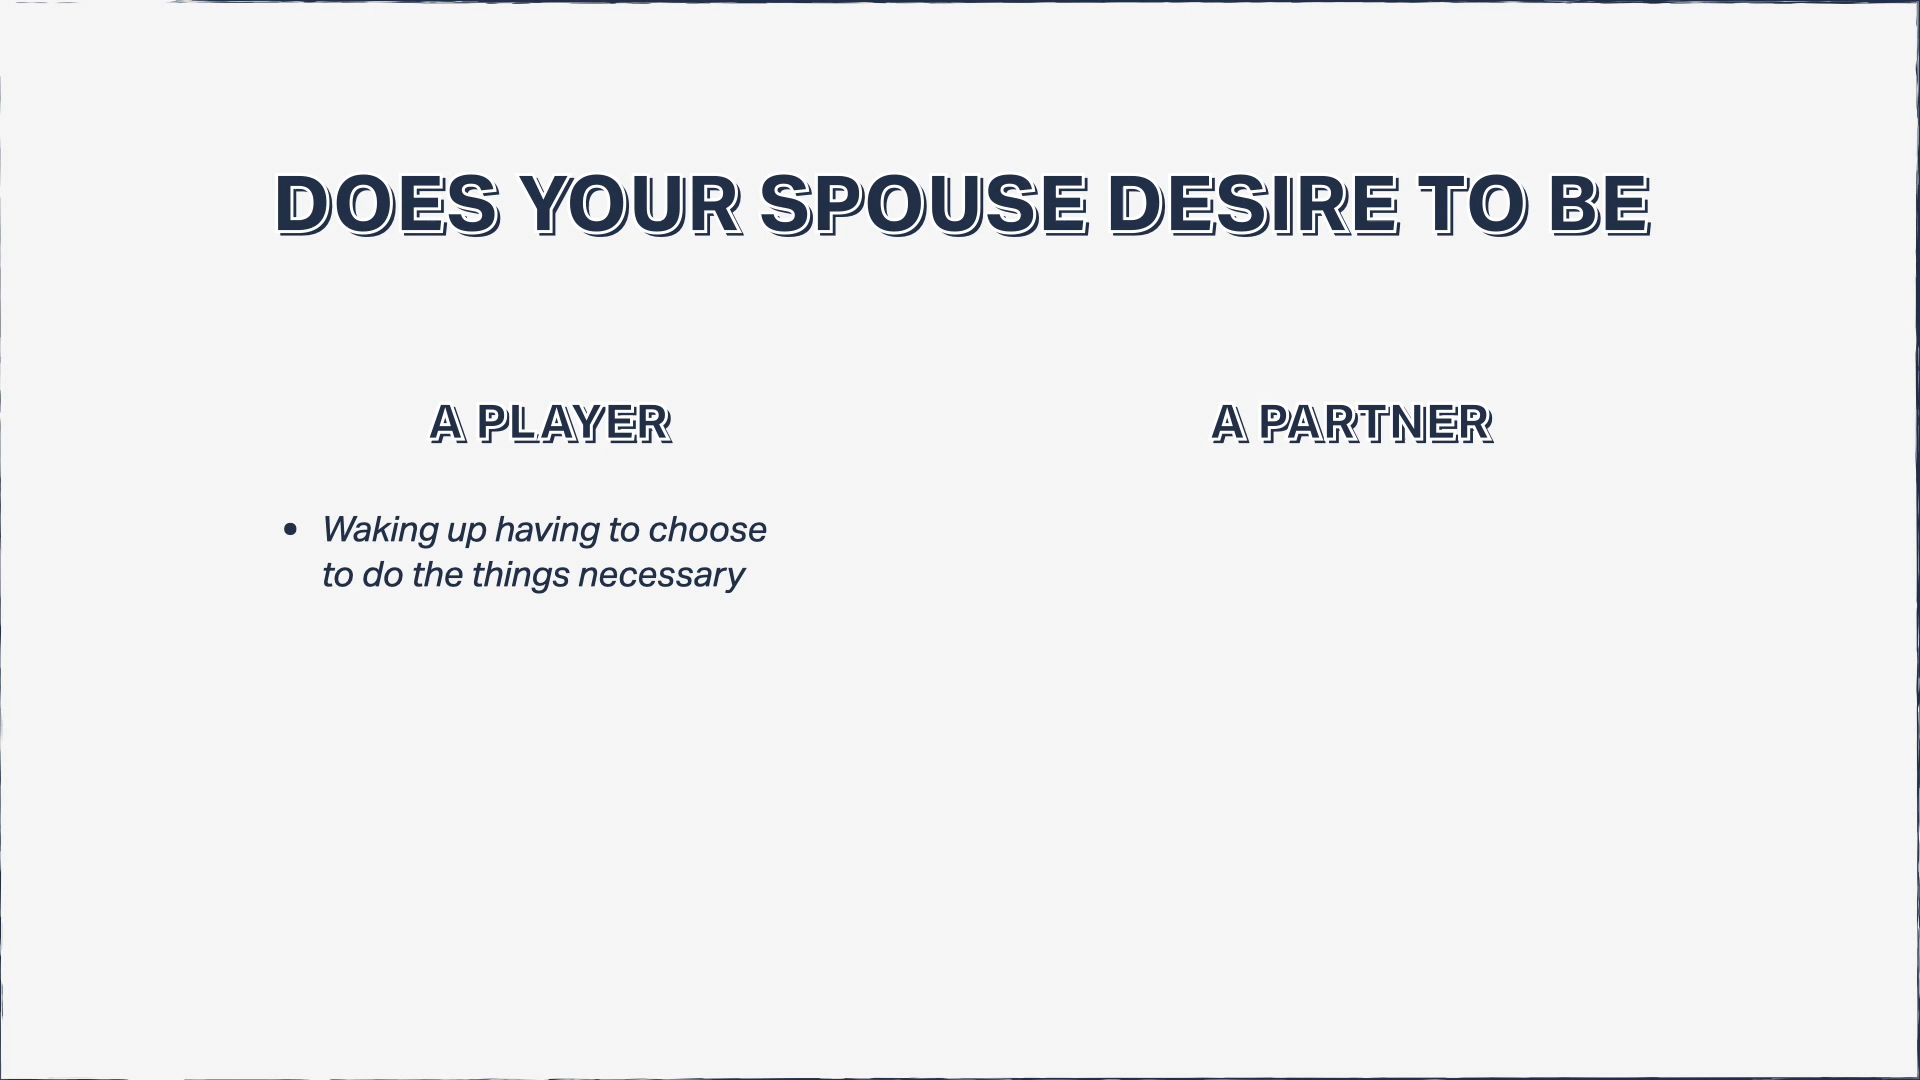 DOES YOUR SPOUSE DESIRE TO BE
A PLAYER
A PARTNER
• Waking up having to choose
to do the things necessary